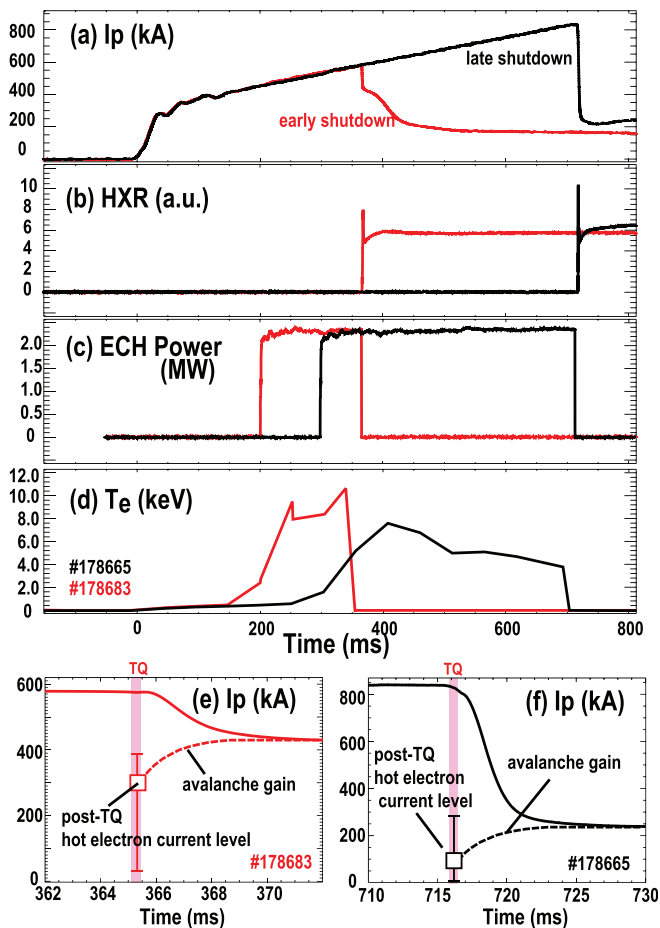 (a) Ip (kA)
800
600
400
200
0
late shutdown
early shutdown
(b) HXR (a.u.)
10
8
6
4
2
0
(c) ECH Power
(MW)
2.0
1.5
1.0
0.5
0
(d) Te (keV)
12.0
10.0
8.0
6.0
4.0
2.0
0.0
#178665
#178683
0 200 400 600 800
Time (ms)
TQ
(e) Ip (kA)
600
400
200
0
avalanche gain
post-TQ
hot electron current level
#178683
362 364 366 368 370
Time (ms)
TQ
(f) Ip (kA)
800
600
400
200
0
post-TQ
hot electron
current level
avalanche gain
#178665
710 715 720 725 730
Time (ms)